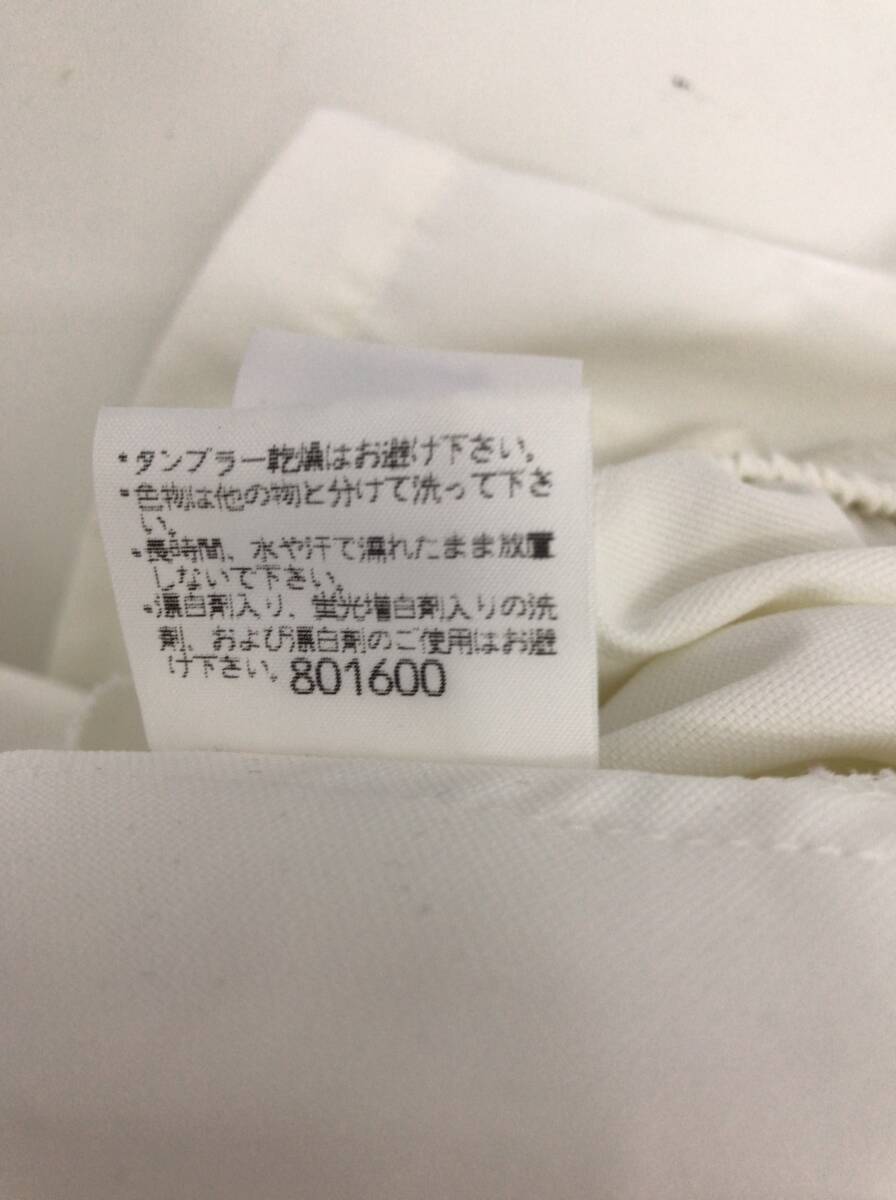 ・タンブラー乾燥はお避け下さい。
・色物は他の物と分けて洗って下さ
い。
・長時間、水や汗で濡れたまま放置
しないで下さい。
・漂白剤入り、蛍光増白剤入りの洗
剤、および漂白剤のご使用はお避
け下さい。801600